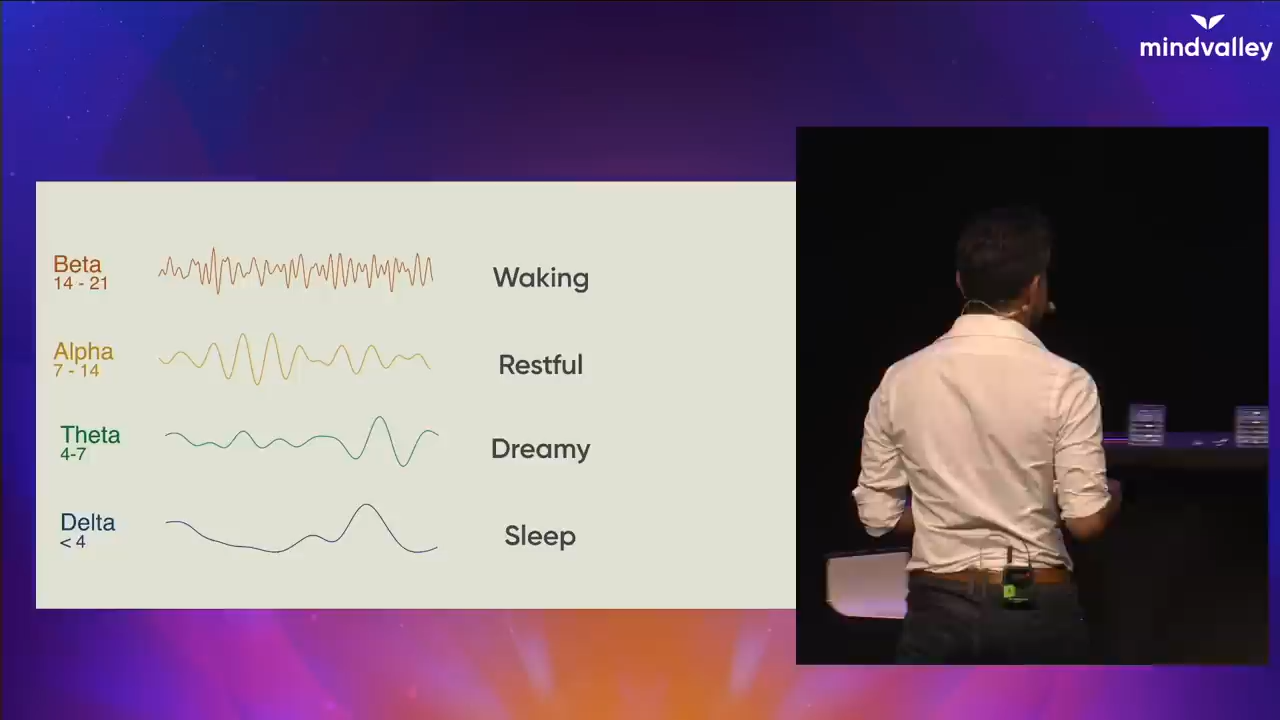 mindvalley
Beta
14 - 21
Waking
Alpha
7 - 14
Restful
Theta
4-7
Dreamy
Delta
< 4
Sleep